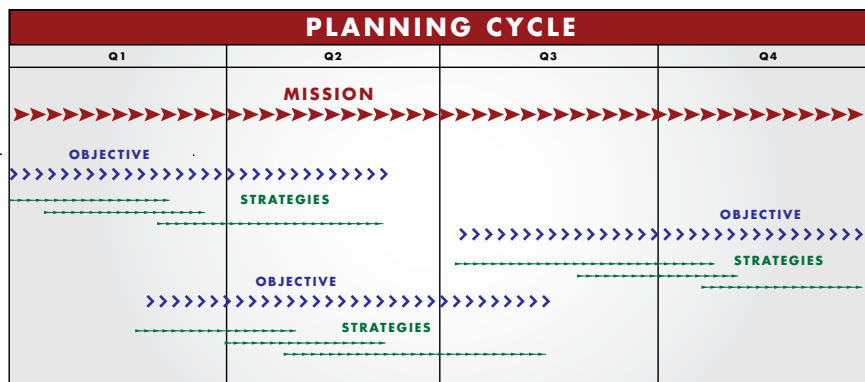 PLANNING CYCLE
Q1 Q2 Q3 Q4
MISSION
OBJECTIVE
STRATEGIES
OBJECTIVE
STRATEGIES
OBJECTIVE
STRATEGIES